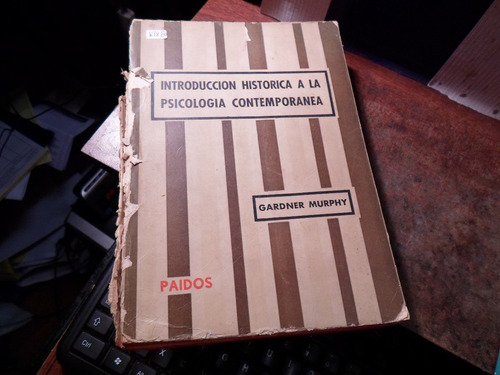 INTRODUCCION HISTORICA A LA
PSICOLOGIA CONTEMPORANEA
GARDNER MURPHY
PAIDOS